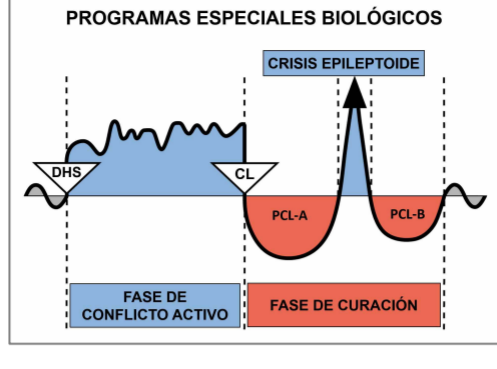 PROGRAMAS ESPECIALES BIOLÓGICOS
CRISIS EPILEPTOIDE
DHS
CL
PCL-A
PCL-B
FASE DE
CONFLICTO ACTIVO
FASE DE CURACIÓN